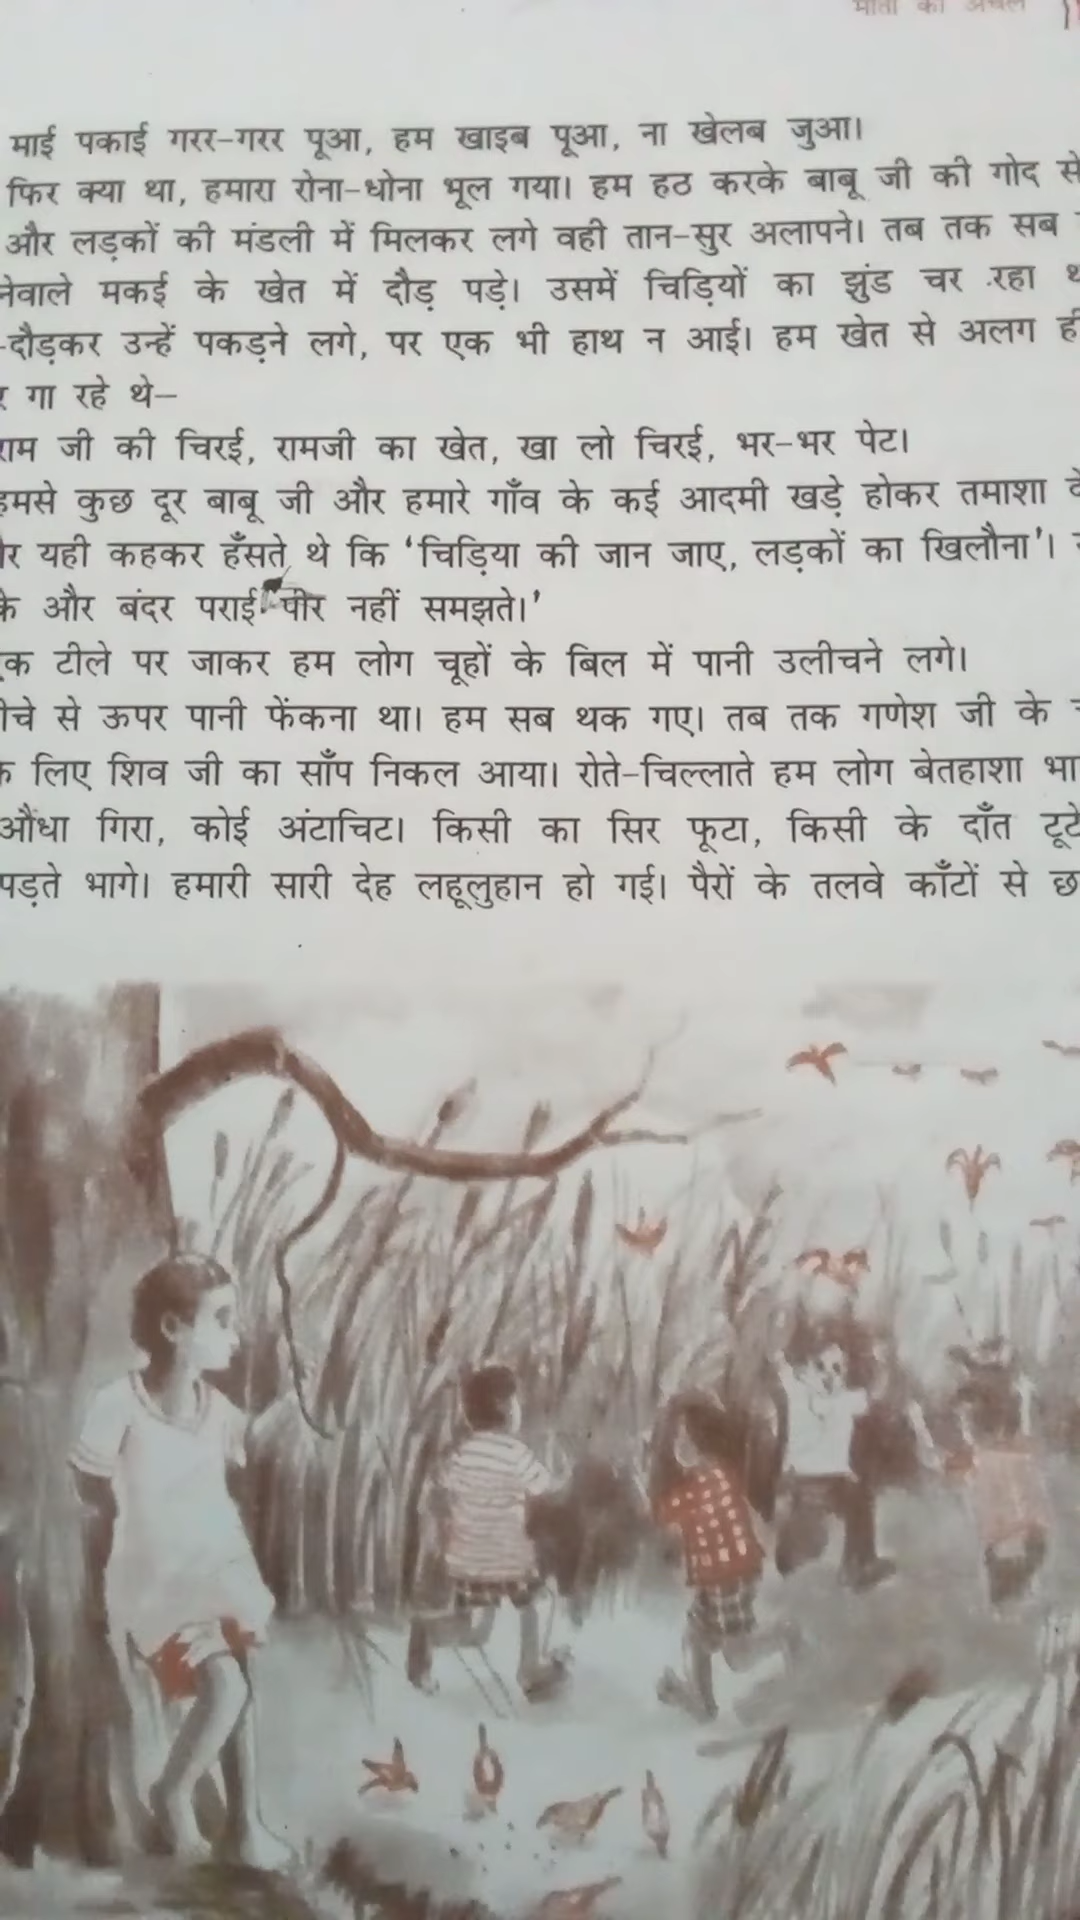 माता का अँचल
माई पकाई गरर-गरर पूआ, हम खाइब पूआ, ना खेलब जुआ।
फिर क्या था, हमारा रोना-धोना भूल गया। हम हठ करके बाबू जी की गोद से
और लड़कों की मंडली में मिलकर लगे वही तान-सुर अलापने। तब तक सब
नेवाले मकई के खेत में दौड़ पड़े। उसमें चिड़ियों का झुंड चर रहा
-दौड़कर उन्हें पकड़ने लगे, पर एक भी हाथ न आई। हम खेत से अलग ही
गा रहे थे—
राम जी की चिरई, रामजी का खेत, खा लो चिरई, भर-भर पेट।
हमसे कुछ दूर बाबू जी और हमारे गाँव के कई आदमी खड़े होकर तमाशा
यही कहकर हँसते थे कि ‘चिड़िया की जान जाए, लड़कों का खिलौना’।
के और बंदर पराई पीर नहीं समझते।’
टीले पर जाकर हम लोग चूहों के बिल में पानी उलीचने लगे।
से ऊपर पानी फेंकना था। हम सब थक गए। तब तक गणेश जी के
लिए शिव जी का साँप निकल आया। रोते-चिल्लाते हम लोग बेतहाशा भा
औंधा गिरा, कोई अंटाचिट। किसी का सिर फूटा, किसी के दाँत टूटे
पड़ते भागे। हमारी सारी देह लहूलुहान हो गई। पैरों के तलवे काँटों से छ